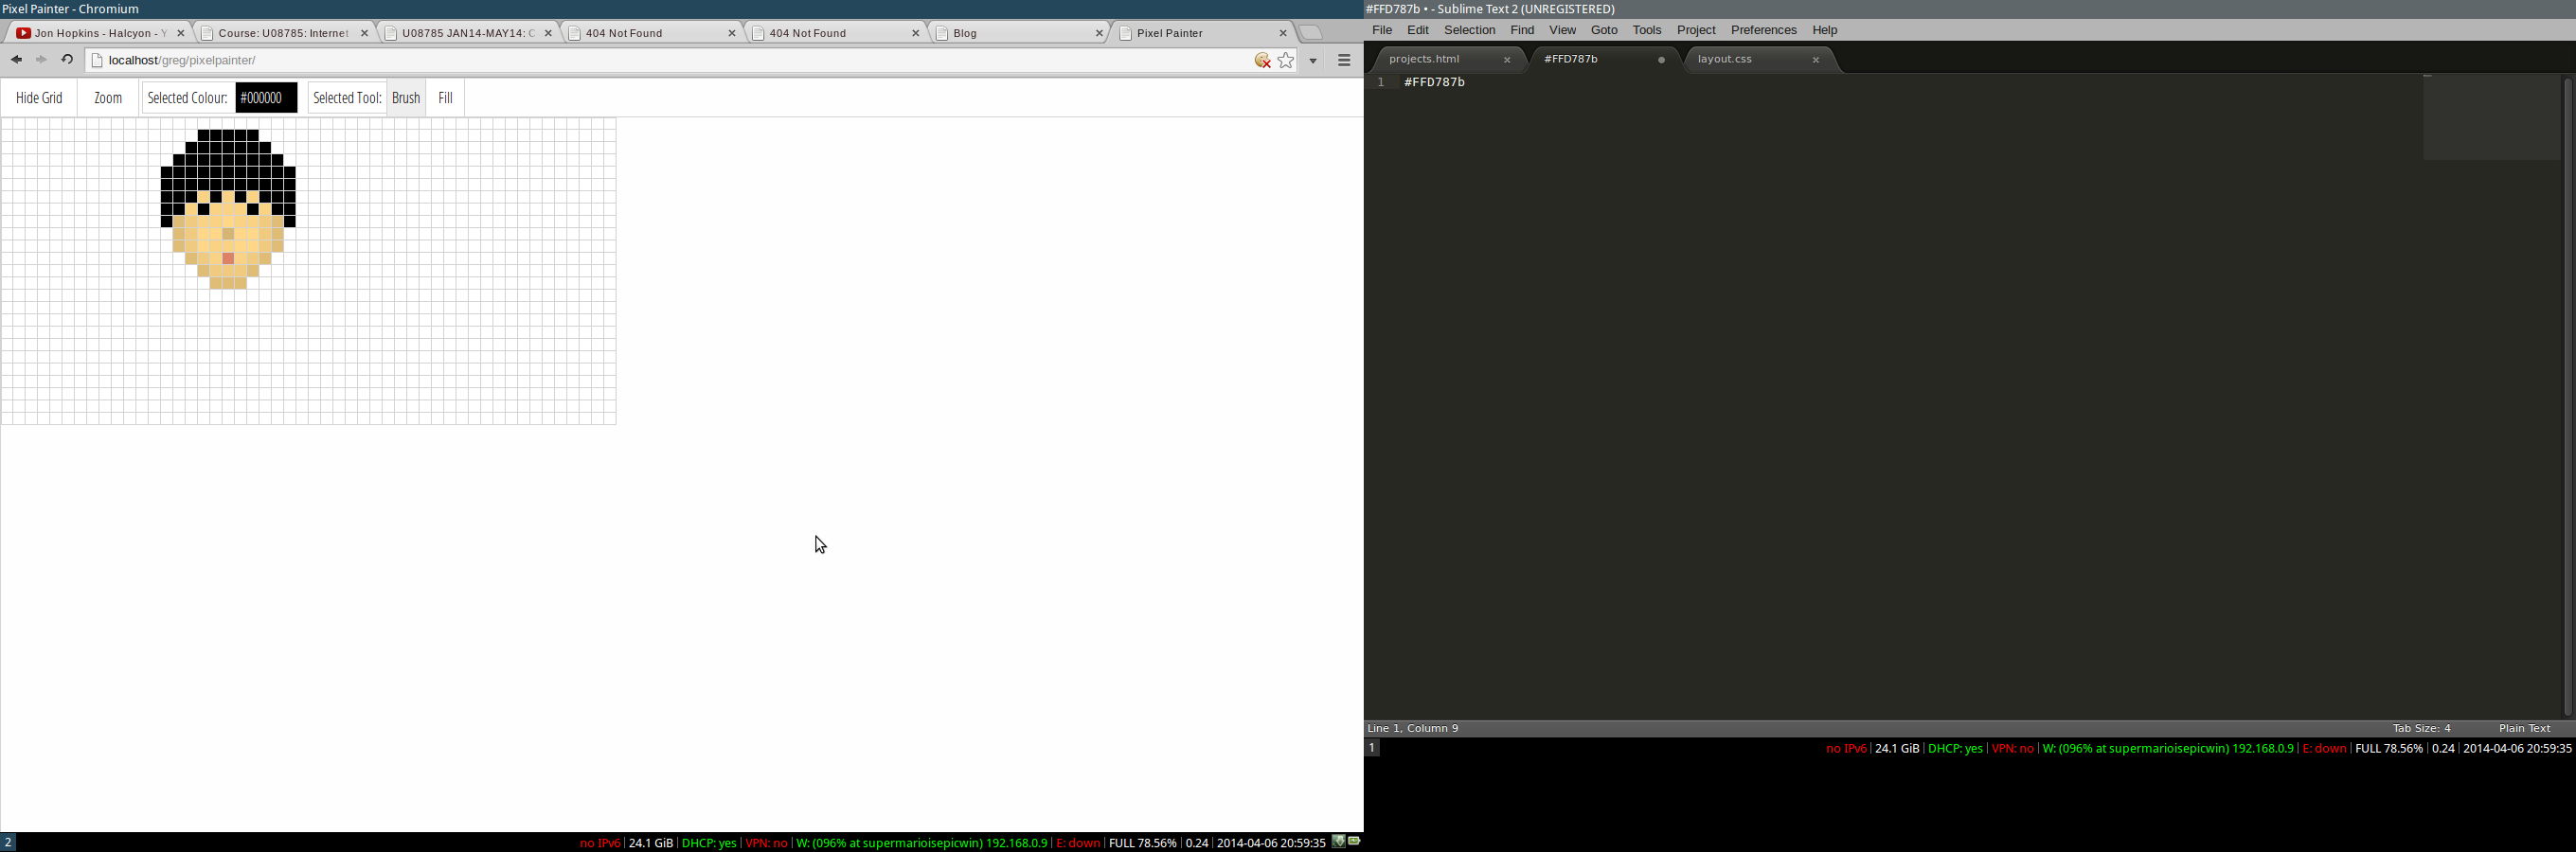 Pixel Painter - Chromium
Jon Hopkins - Halcyon - Y
Course: U08785: Internet
U08785 JAN14-MAY14: C
404 Not Found
404 Not Found
Blog
Pixel Painter
localhost/greg/pixelpainter/
Hide Grid
Zoom
Selected Colour: #000000
Selected Tool: Brush
Fill
2
no IPv6 | 24.1 GiB | DHCP: yes | VPN: no | W: (096% at supermarioisepicwin) 192.168.0.9 | E: down | FULL 78.56% | 0.24 | 2014-04-06 20:59:35
#FFD787b • - Sublime Text 2 (UNREGISTERED)
File Edit Selection Find View Goto Tools Project Preferences Help
projects.html
#FFD787b
layout.css
1 #FFD787b
Line 1, Column 9
Tab Size: 4
Plain Text
1
no IPv6 | 24.1 GiB | DHCP: yes | VPN: no | W: (096% at supermarioisepicwin) 192.168.0.9 | E: down | FULL 78.56% | 0.24 | 2014-04-06 20:59:35